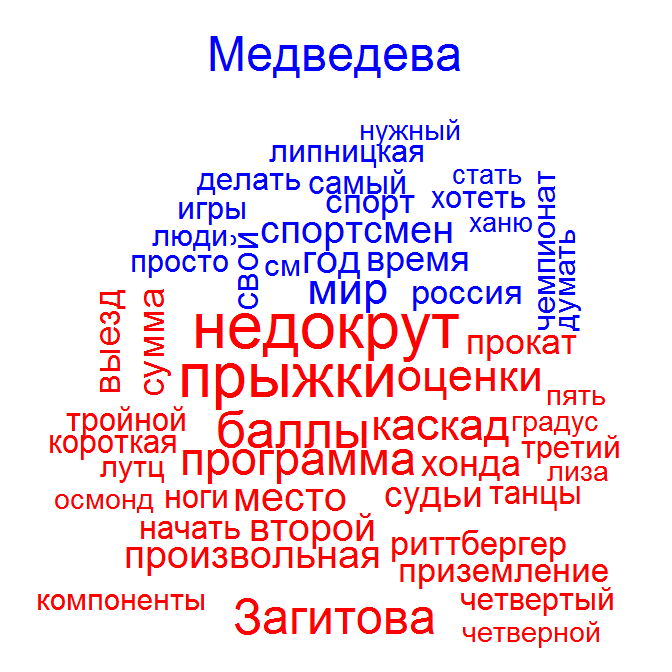 Медведева
нужный
липницкая
делать самый стать
игры спорт хотеть
люди свои спортсмен ханю чемпионат
просто см год время думать
мир россия
выезд сумма недокрут прокат
прыжки оценки
пять
тройной баллы каскад градус
короткая программа хонда третий
лутц лиза
осмонд ноги место судьи танцы
начать второй
произвольная риттбергер
приземление
компоненты четвертый
Загитова
четверной